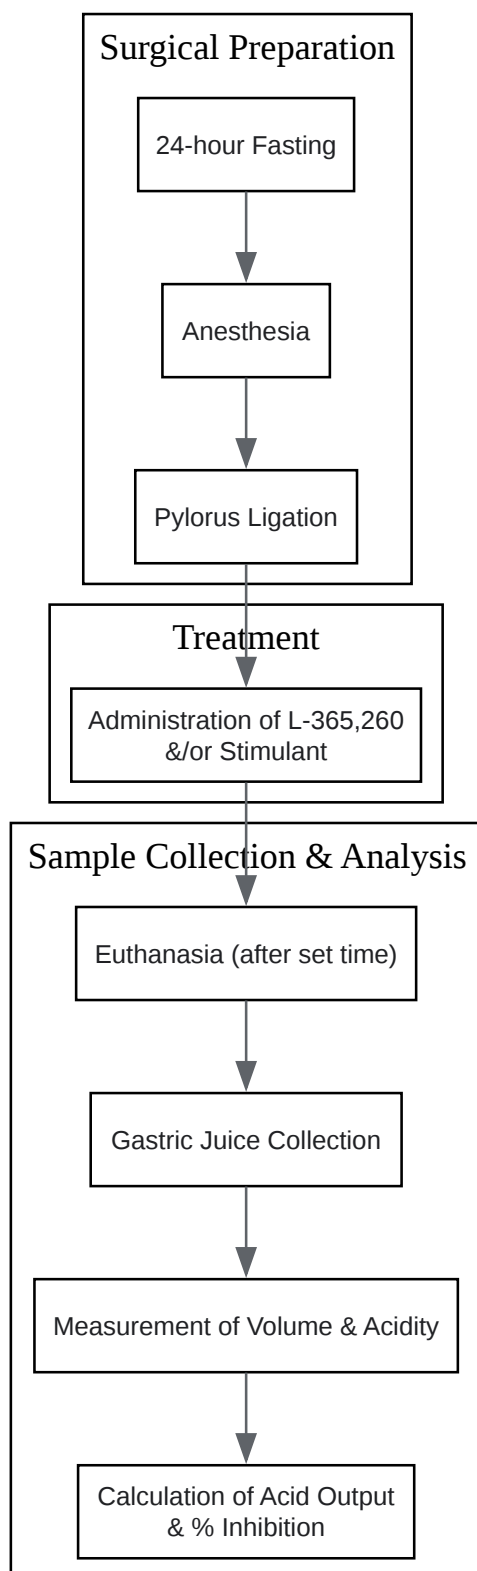 Surgical Preparation
24-hour Fasting
Anesthesia
Pylorus Ligation
Treatment
Administration of L-365,260
&/or Stimulant
Sample Collection & Analysis
Euthanasia (after set time)
Gastric Juice Collection
Measurement of Volume & Acidity
Calculation of Acid Output
& % Inhibition